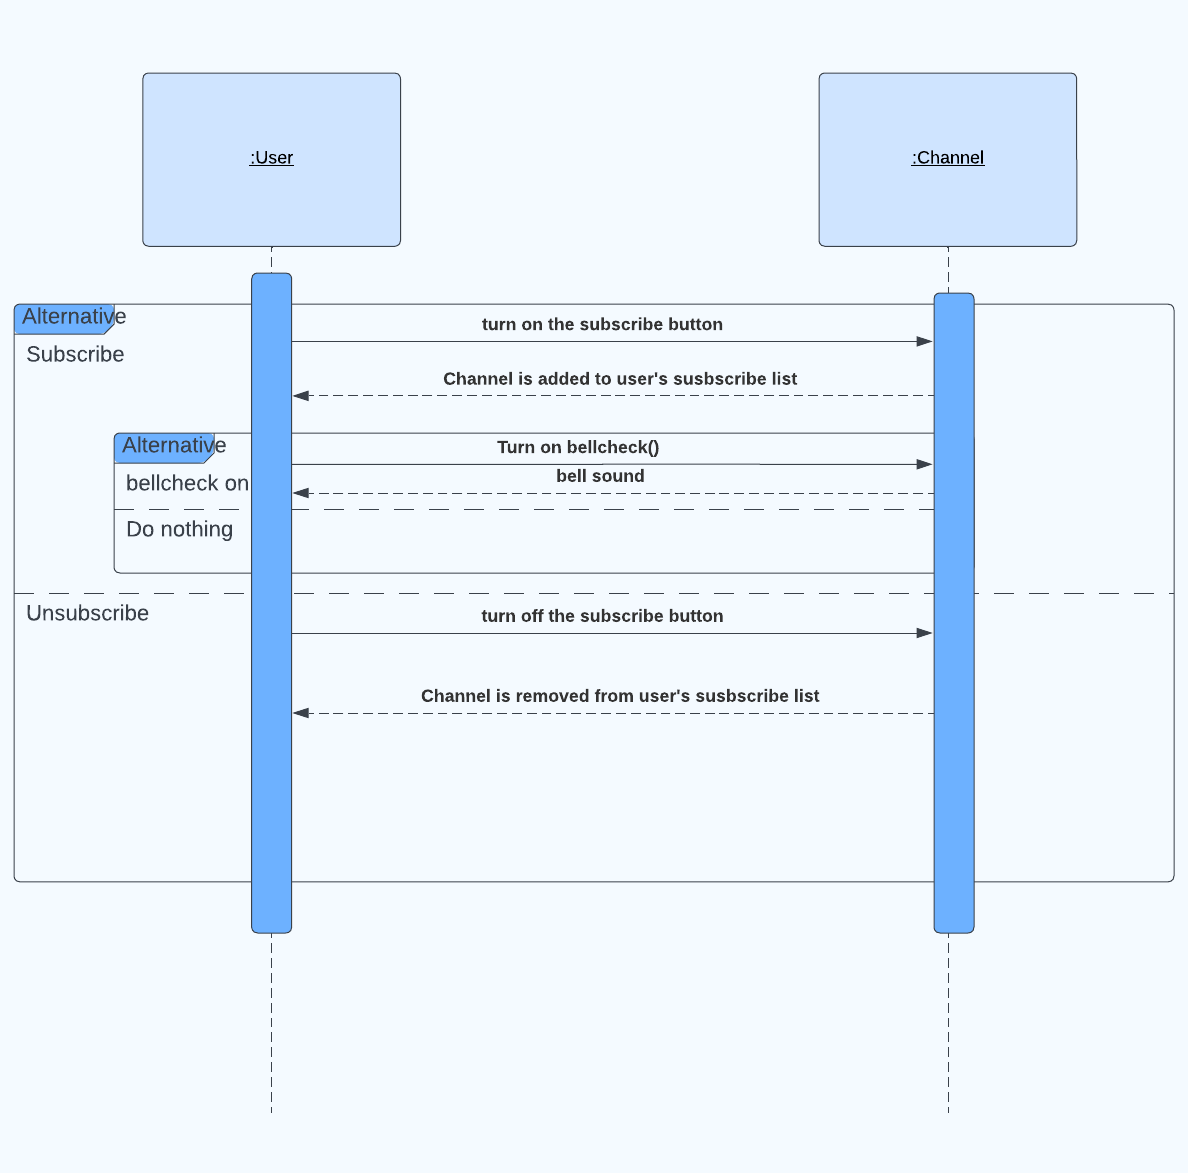 :User
:Channel
Alternative
turn on the subscribe button
Subscribe
Channel is added to user's susbscribe list
Alternative
Turn on bellcheck()
bellcheck on
bell sound
Do nothing
Unsubscribe
turn off the subscribe button
Channel is removed from user's susbscribe list